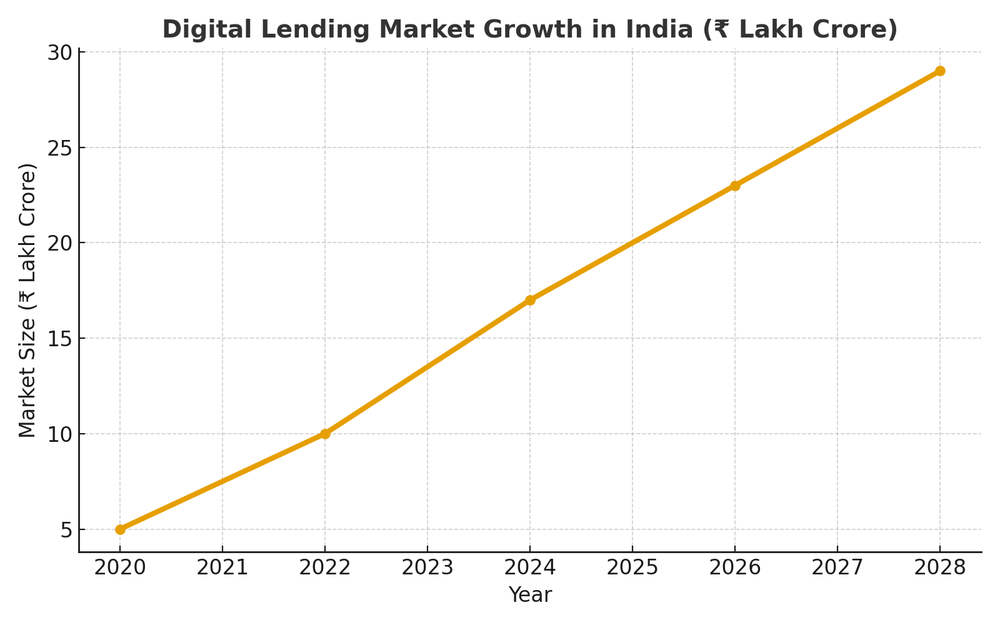 Digital Lending Market Growth in India (₹ Lakh Crore)
Market Size (₹ Lakh Crore)
30
25
20
15
10
5
2020 2021 2022 2023 2024 2025 2026 2027 2028
Year